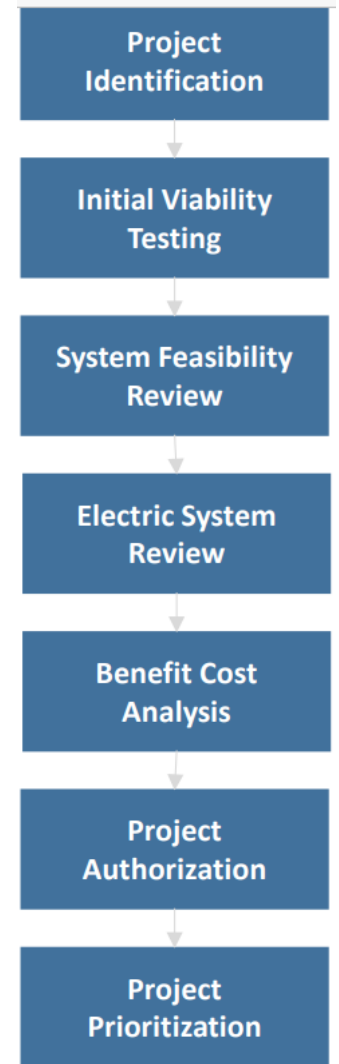 Project
Identification
Initial Viability
Testing
System Feasibility
Review
Electric System
Review
Benefit Cost
Analysis
Project
Authorization
Project
Prioritization